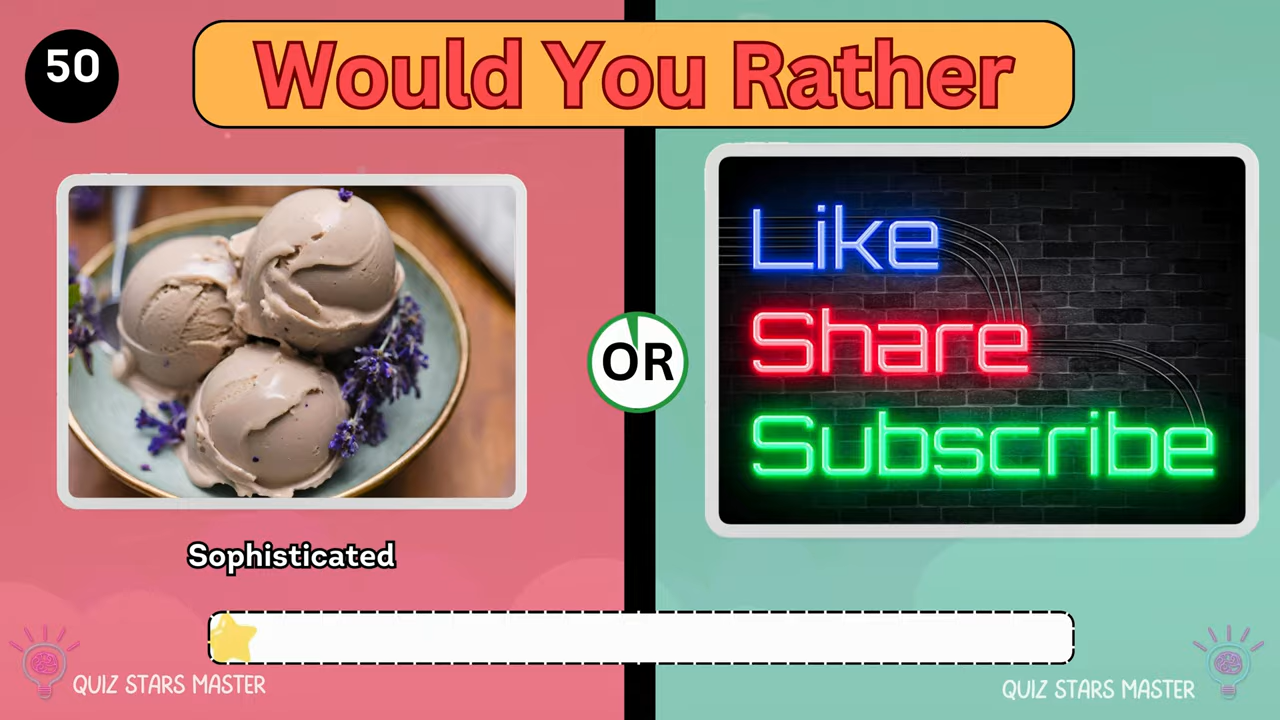 50
Would You Rather
Like
Share
Subscribe
OR
Sophisticated
QUIZ STARS MASTER
QUIZ STARS MASTER